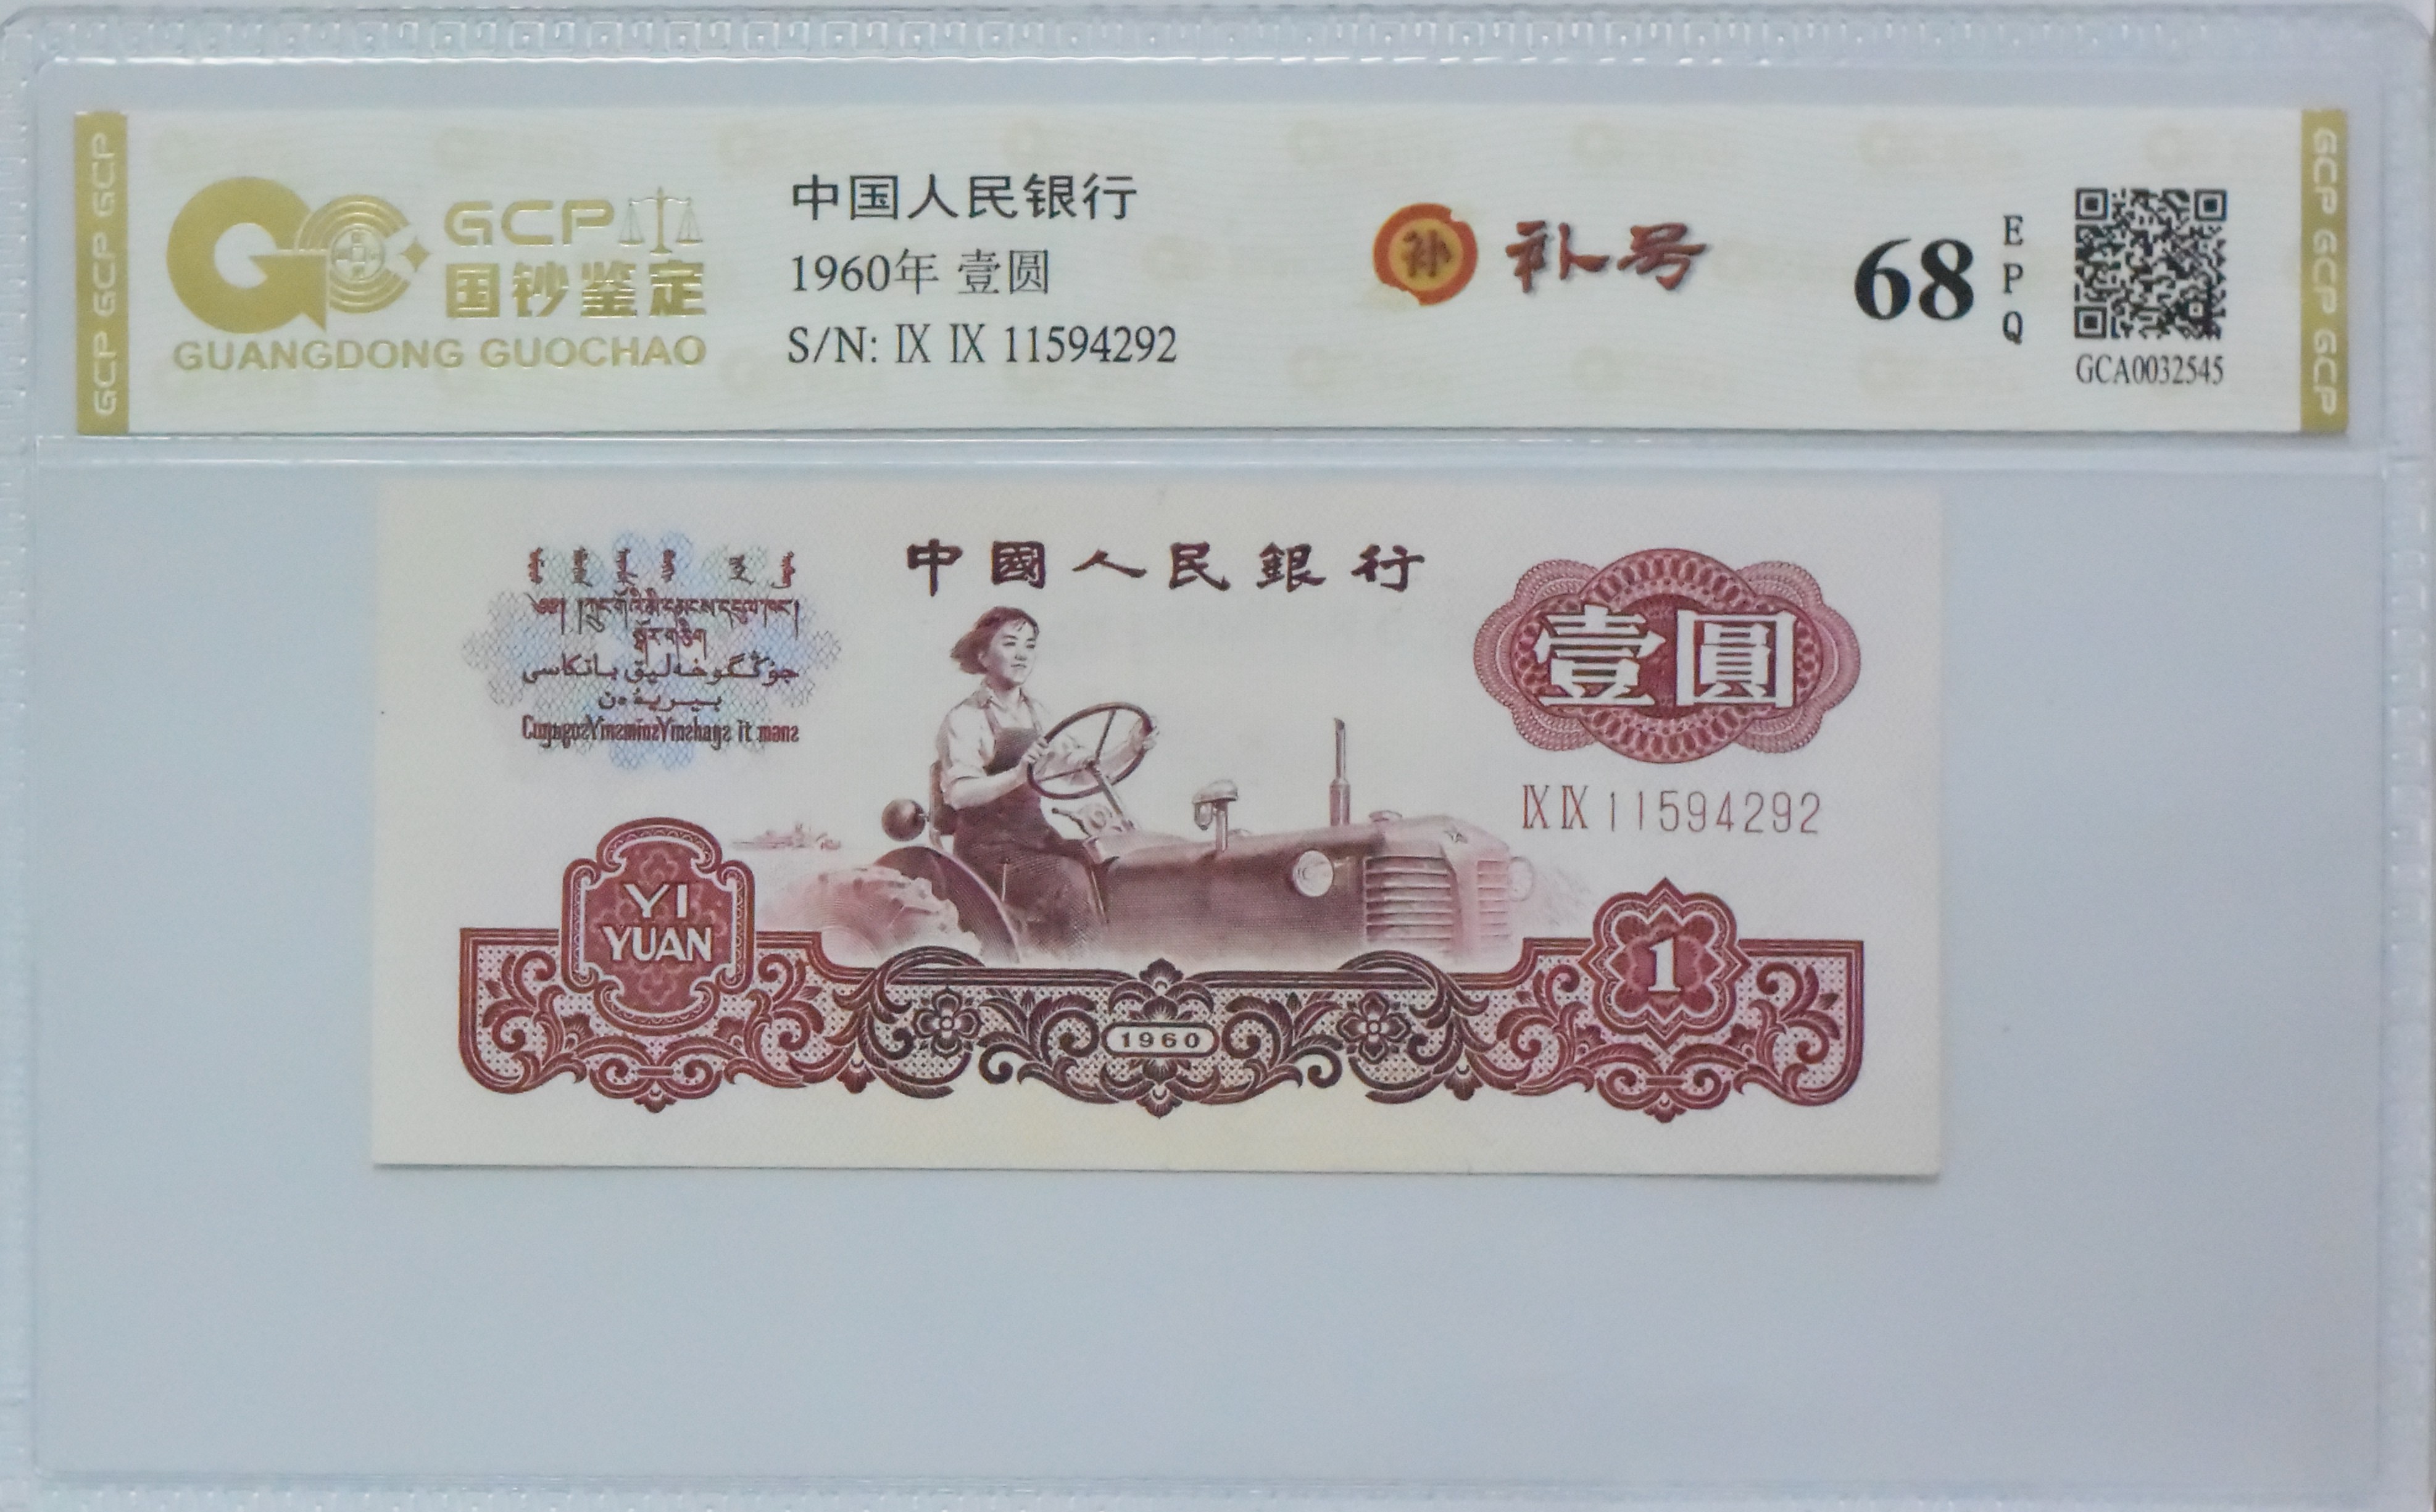 GCP GCP GCP
GCP
国钞鉴定
GUANGDONG GUOCHAO
中国人民银行
1960年 壹圆
S/N: Ⅸ Ⅸ 11594292
补
补号
68
EPQ
GCA0032545
GCP GCP GCP
中國人民銀行
壹圓
ⅨⅨ11594292
YI
YUAN
1
1960